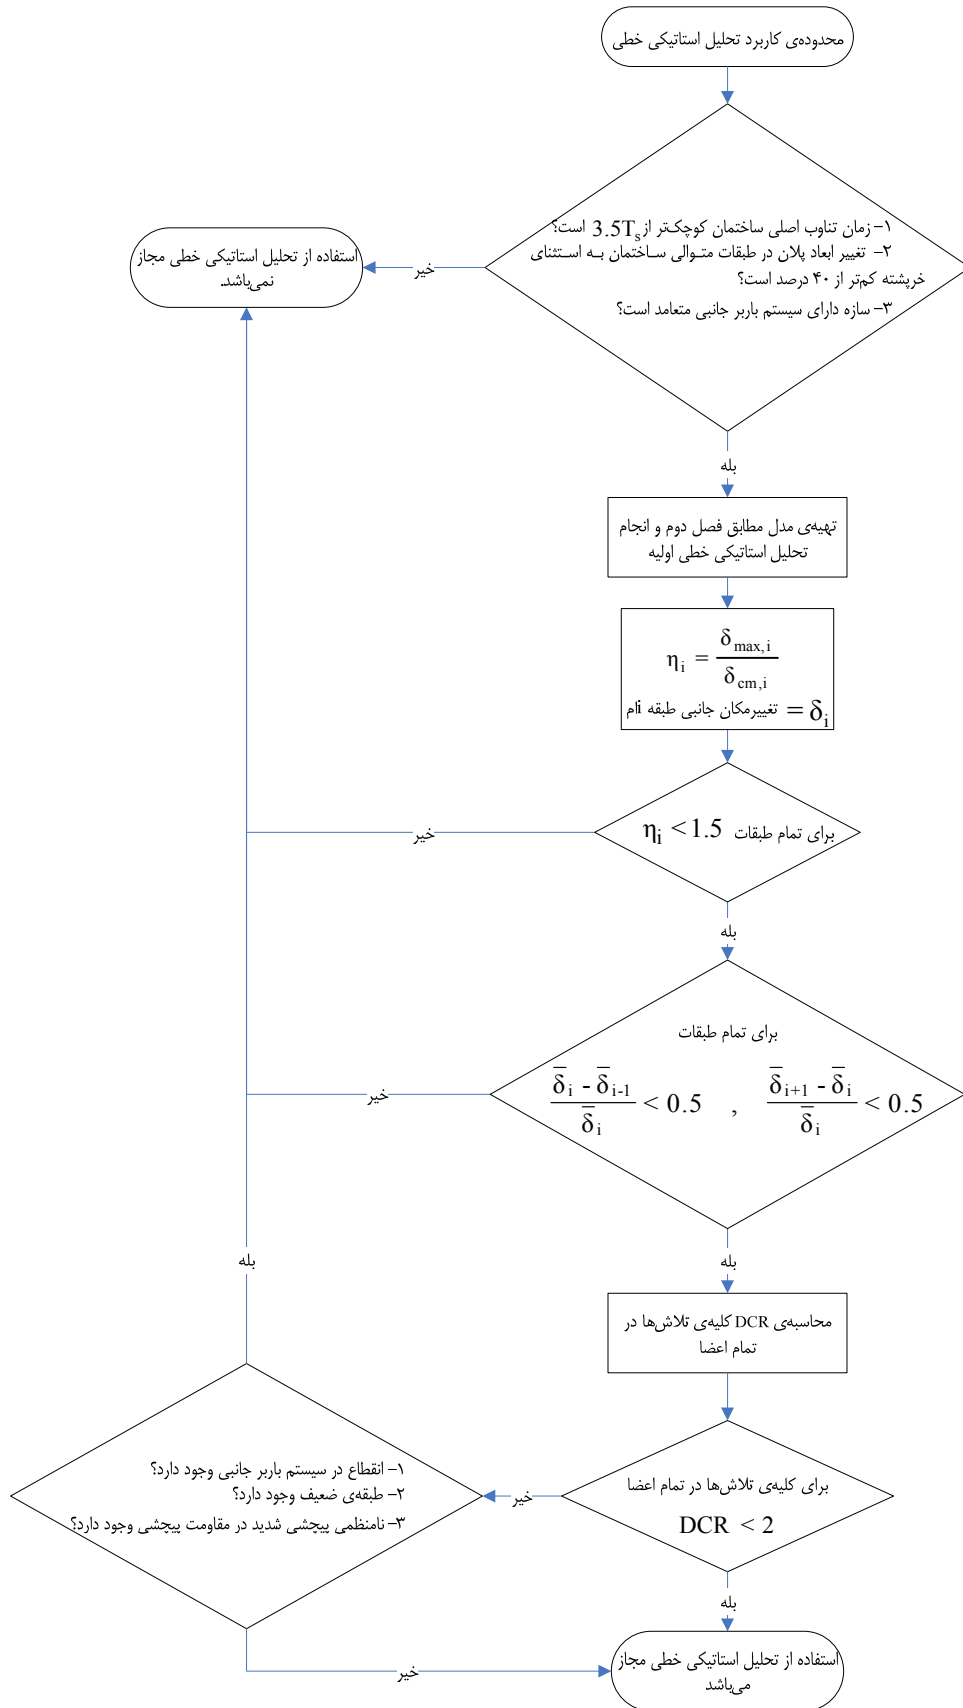 محدوده‌ی کاربرد تحلیل استاتیکی خطی
۱– زمان تناوب اصلی ساختمان کوچک‌تر از 3.5Ts است؟
۲– تغییر ابعاد پلان در طبقات متوالی ساختمان به استثنای
خرپشته کم‌تر از ۴۰ درصد است؟
۳– سازه دارای سیستم باربر جانبی متعامد است؟
خیر
استفاده از تحلیل استاتیکی خطی مجاز
نمی‌باشد.
بله
تهیه‌ی مدل مطابق فصل دوم و انجام
تحلیل استاتیکی خطی اولیه
ηi = δmax,i / δcm,i
δi = تغییرمکان جانبی طبقه iام
برای تمام طبقات ηi < 1.5
خیر
بله
برای تمام طبقات
(δ̅i - δ̅i-1) / δ̅i < 0.5 , (δ̅i+1 - δ̅i) / δ̅i < 0.5
خیر
بله
محاسبه‌ی DCR کلیه‌ی تلاش‌ها در
تمام اعضا
برای کلیه‌ی تلاش‌ها در تمام اعضا
DCR < 2
خیر
۱– انقطاع در سیستم باربر جانبی وجود دارد؟
۲– طبقه‌ی ضعیف وجود دارد؟
۳– نامنظمی پیچشی شدید در مقاومت پیچشی وجود دارد؟
بله
خیر
بله
استفاده از تحلیل استاتیکی خطی مجاز
می‌باشد